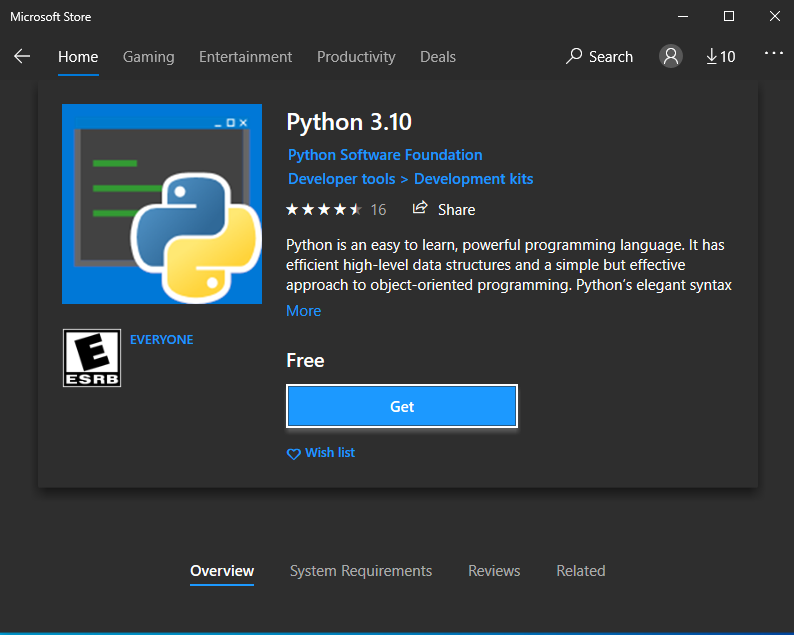 Microsoft Store
Home Gaming Entertainment Productivity Deals Search 10
Python 3.10
Python Software Foundation
Developer tools > Development kits
16 Share
Python is an easy to learn, powerful programming language. It has
efficient high-level data structures and a simple but effective
approach to object-oriented programming. Python's elegant syntax
More
E EVERYONE
ESRB
Free
Get
Wish list
Overview System Requirements Reviews Related